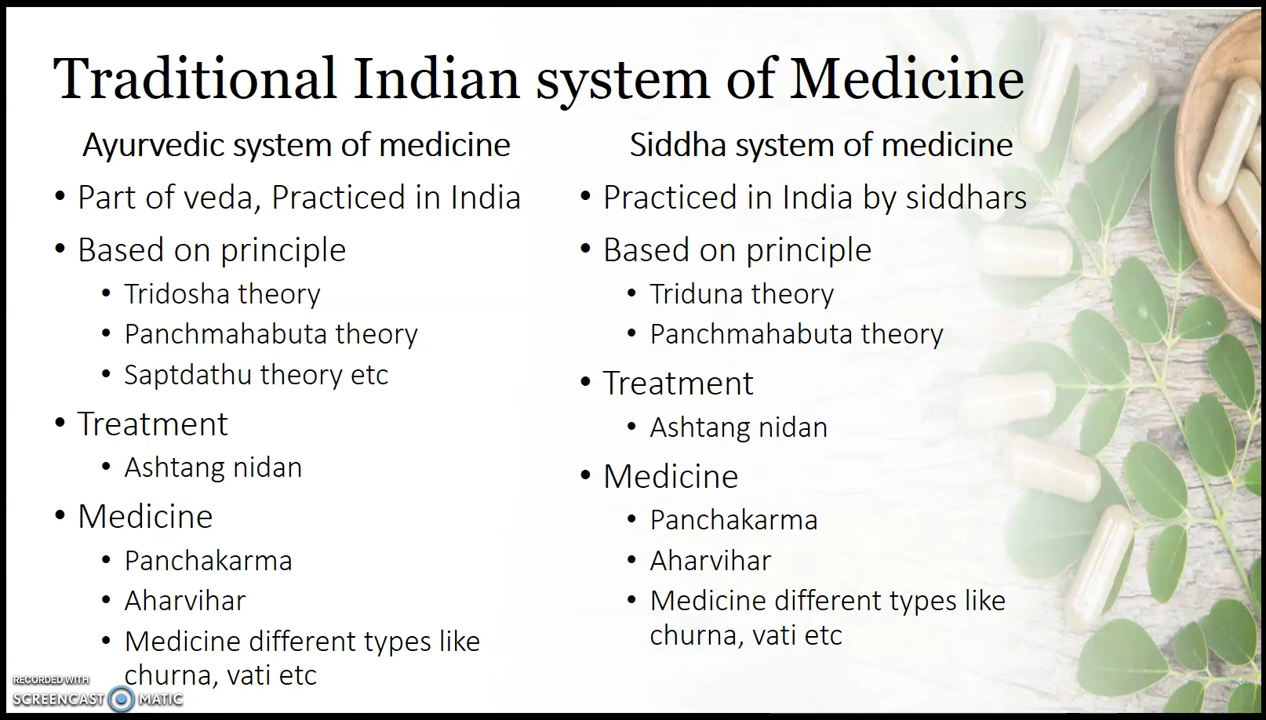 Traditional Indian system of Medicine
Ayurvedic system of medicine
• Part of veda, Practiced in India
• Based on principle
• Tridosha theory
• Panchmahabuta theory
• Saptdathu theory etc
• Treatment
• Ashtang nidan
• Medicine
• Panchakarma
• Aharvihar
• Medicine different types like
churna, vati etc
Siddha system of medicine
• Practiced in India by siddhars
• Based on principle
• Triduna theory
• Panchmahabuta theory
• Treatment
• Ashtang nidan
• Medicine
• Panchakarma
• Aharvihar
• Medicine different types like
churna, vati etc
RECORDED WITH
SCREENCAST MATIC